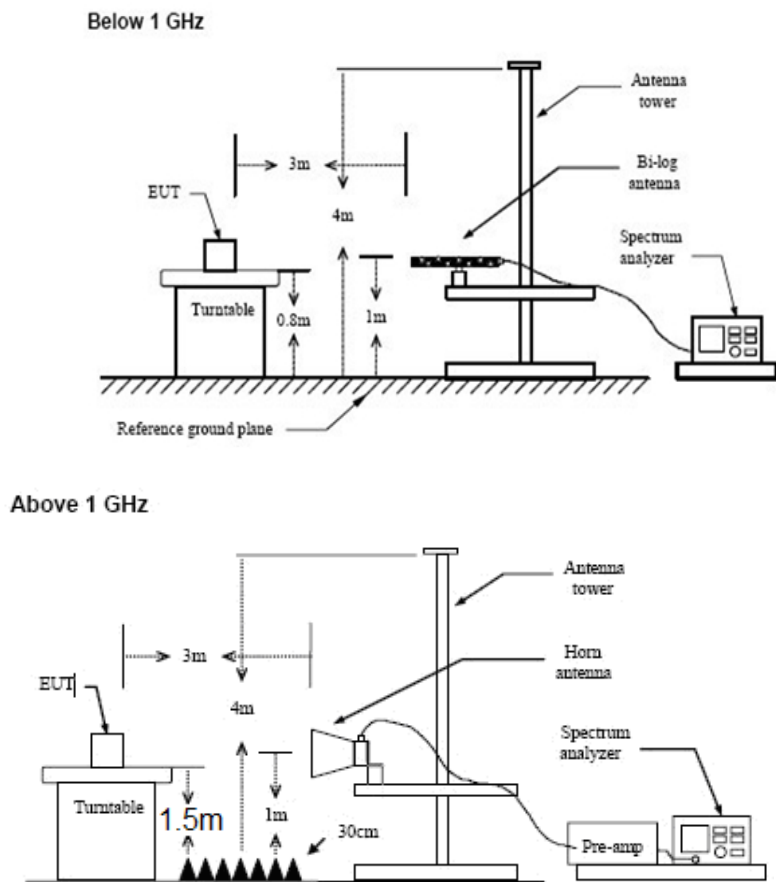 Below 1 GHz
Antenna
tower
3m
Bi-log
antenna
EUT
4m
Spectrum
analyzer
Turntable
0.8m
1m
Reference ground plane
Above 1 GHz
Antenna
tower
3m
Horn
antenna
EUT
4m
Spectrum
analyzer
Turntable
1.5m
1m
30cm
Pre-amp